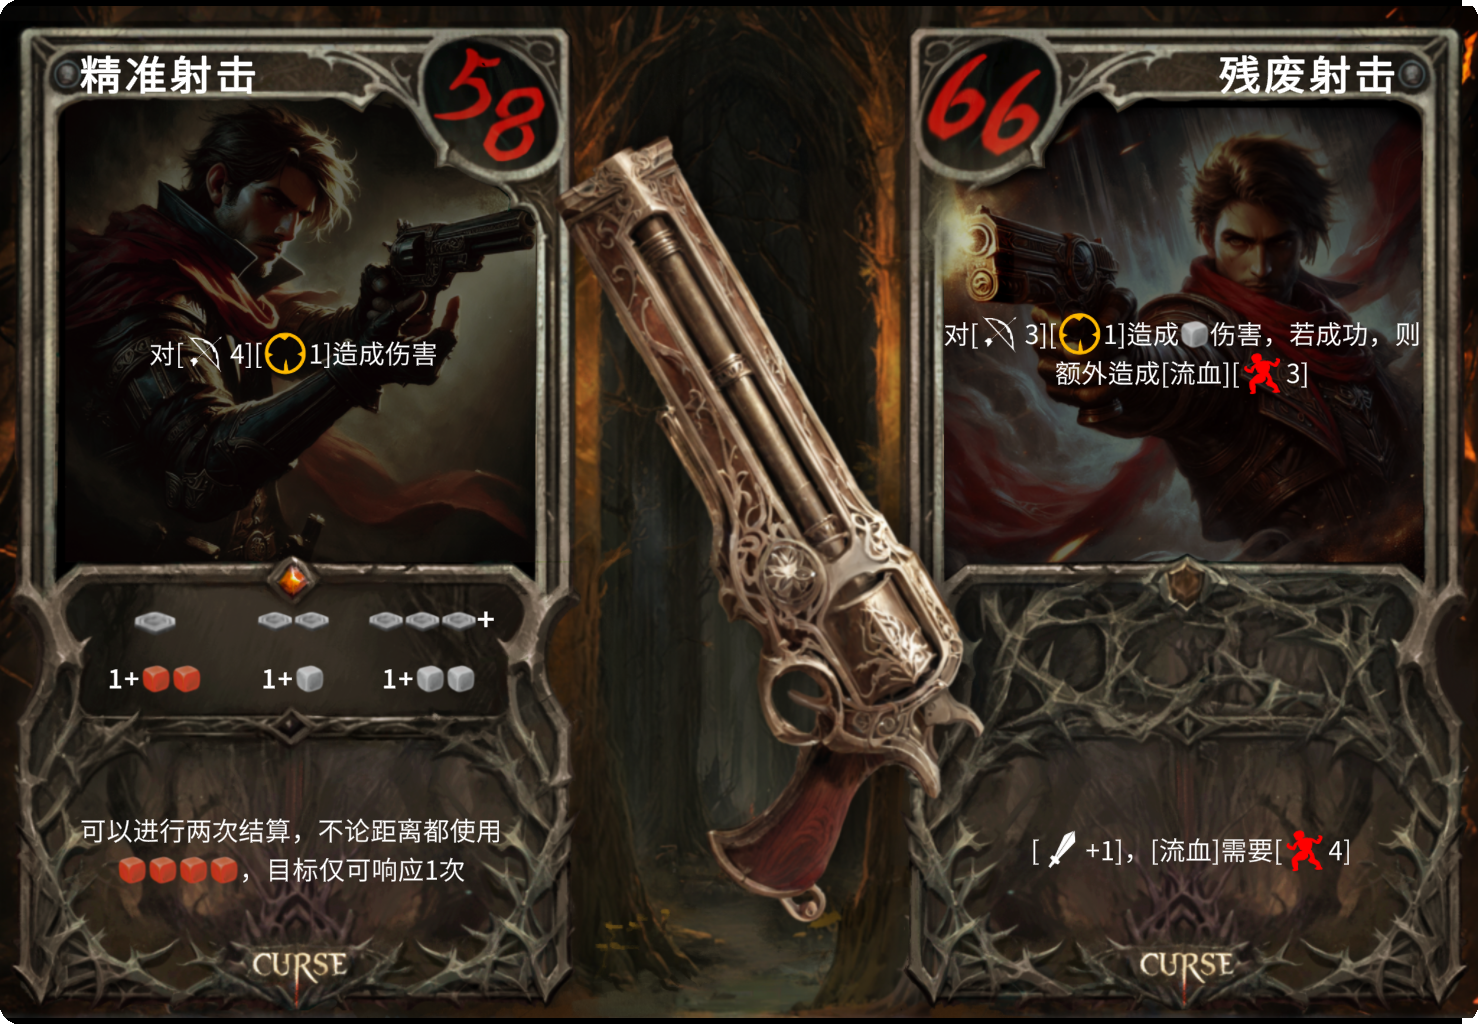 精准射击
58
对[4][1]造成伤害
+
1+ 1+ 1+
可以进行两次结算，不论距离都使用
，目标仅可响应1次
CURSE
66
残废射击
对[3][1]造成伤害，若成功，则
额外造成[流血][3]
[+1]，[流血]需要[4]
CURSE